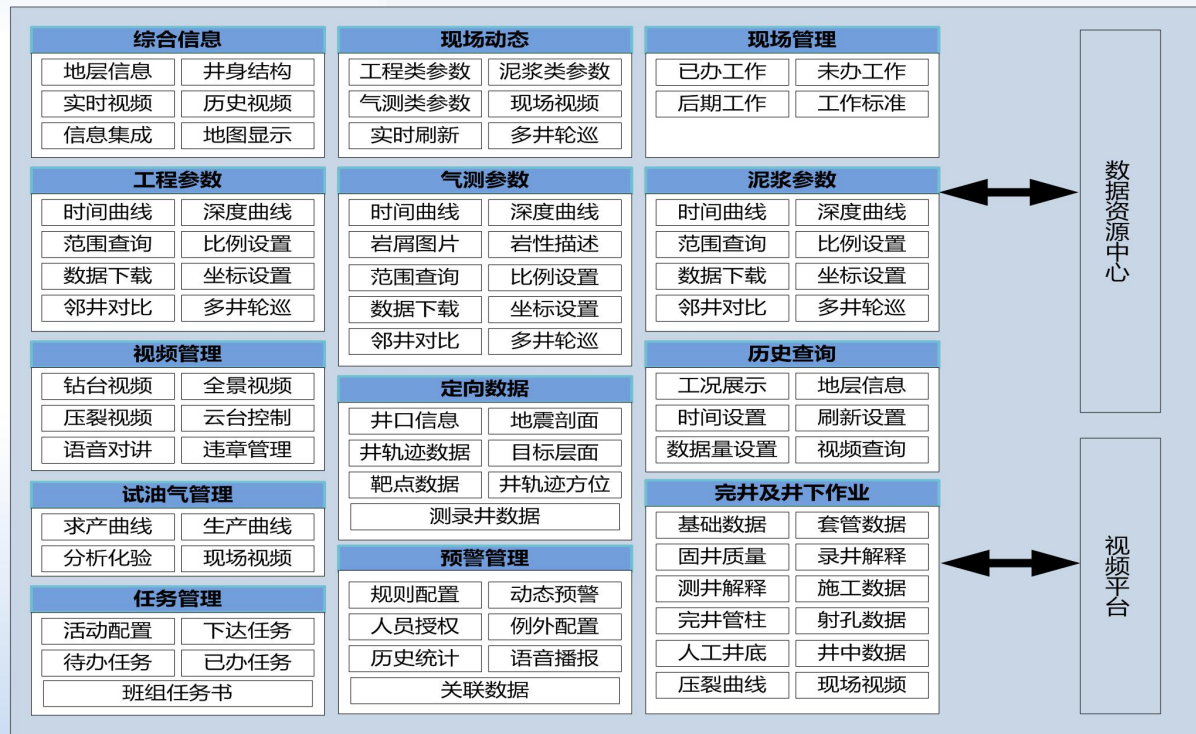 综合信息
地层信息 井身结构
实时视频 历史视频
信息集成 地图显示
现场动态
工程类参数 泥浆类参数
气测类参数 现场视频
实时刷新 多井轮巡
现场管理
已办工作 未办工作
后期工作 工作标准
工程参数
时间曲线 深度曲线
范围查询 比例设置
数据下载 坐标设置
邻井对比 多井轮巡
气测参数
时间曲线 深度曲线
岩屑图片 岩性描述
范围查询 比例设置
数据下载 坐标设置
邻井对比 多井轮巡
泥浆参数
时间曲线 深度曲线
范围查询 比例设置
数据下载 坐标设置
邻井对比 多井轮巡
视频管理
钻台视频 全景视频
压裂视频 云台控制
语音对讲 违章管理
定向数据
井口信息 地震剖面
井轨迹数据 目标层面
靶点数据 井轨迹方位
测录井数据
历史查询
工况展示 地层信息
时间设置 刷新设置
数据量设置 视频查询
试油气管理
求产曲线 生产曲线
分析化验 现场视频
任务管理
活动配置 下达任务
待办任务 已办任务
班组任务书
预警管理
规则配置 动态预警
人员授权 例外配置
历史统计 语音播报
关联数据
完井及井下作业
基础数据 套管数据
固井质量 录井解释
测井解释 施工数据
完井管柱 射孔数据
人工井底 井中数据
压裂曲线 现场视频
数据资源中心
视频平台